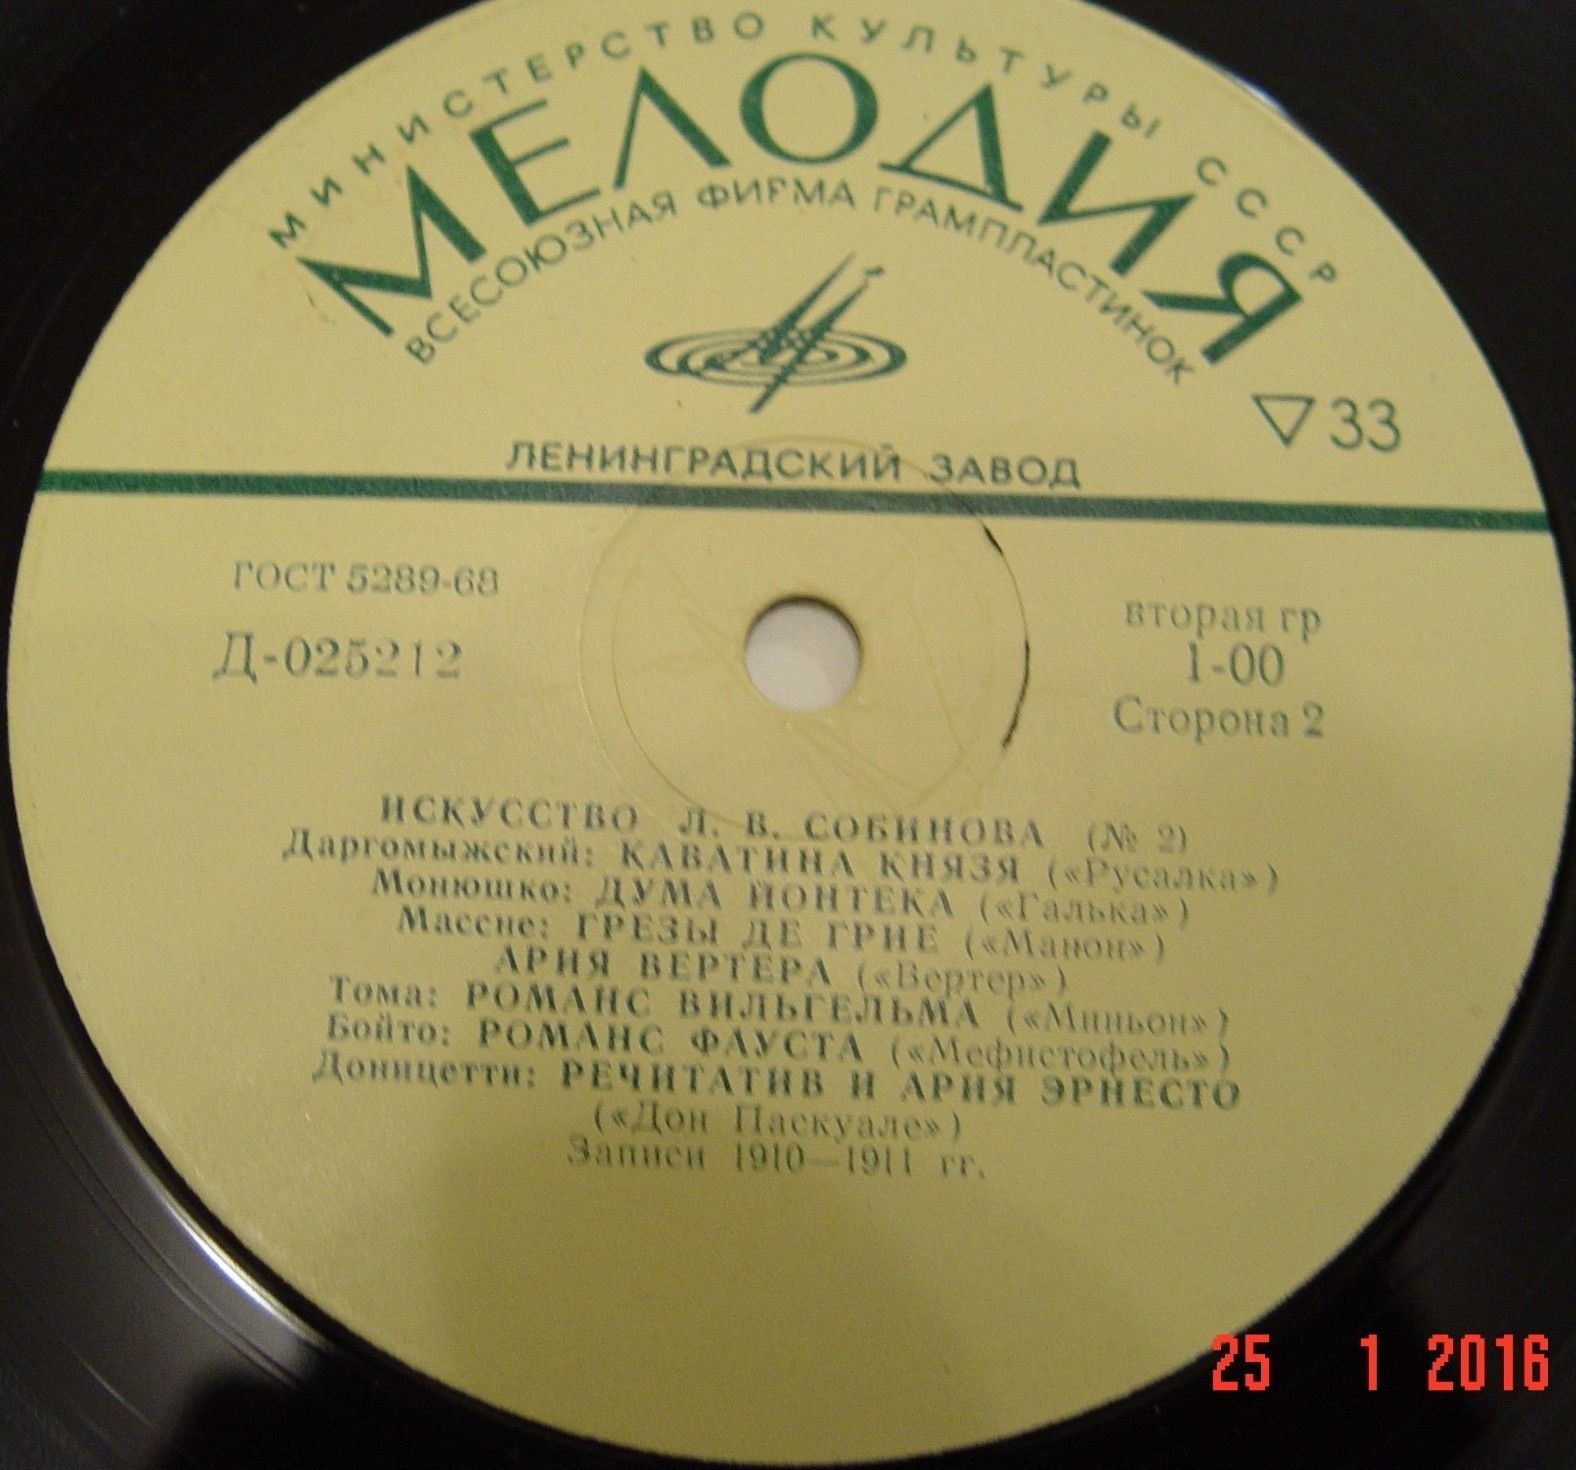 МИНИСТЕРСТВО КУЛЬТУРЫ СССР
МЕЛОДИЯ
ВСЕСОЮЗНАЯ ФИРМА ГРАМПЛАСТИНОК
33
ЛЕНИНГРАДСКИЙ ЗАВОД
ГОСТ 5289-68
Д-025212
вторая гр
1-00
Сторона 2
ИСКУССТВО Л. В. СОБИНОВА (№ 2)
Даргомыжский: КАВАТИНА КНЯЗЯ («Русалка»)
Монюшко: ДУМА ЙОНТЕКА («Галька»)
Массне: ГРЕЗЫ ДЕ ГРИЕ («Манон»)
АРИЯ ВЕРТЕРА («Вертер»)
Тома: РОМАНС ВИЛЬГЕЛЬМА («Миньон»)
Бойто: РОМАНС ФАУСТА («Мефистофель»)
Доницетти: РЕЧИТАТИВ И АРИЯ ЭРНЕСТО
(«Дон Паскуале»)
Записи 1910—1911 гг.
25 1 2016